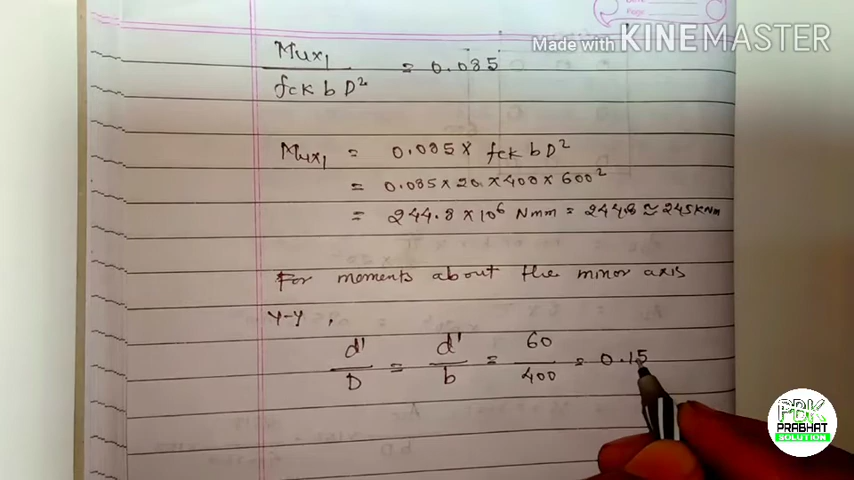 Made with KINEMASTER
Mux1
fck b D² = 0.085
Mux1 = 0.085 × fck b D²
= 0.085 × 20 × 400 × 600²
= 244.8 × 10⁶ Nmm = 244.8 ≈ 245 kNm
For moments about the minor axis
y-y,
d' / D = d' / b = 60 / 400 = 0.15
PBK
PRABHAT
SOLUTION